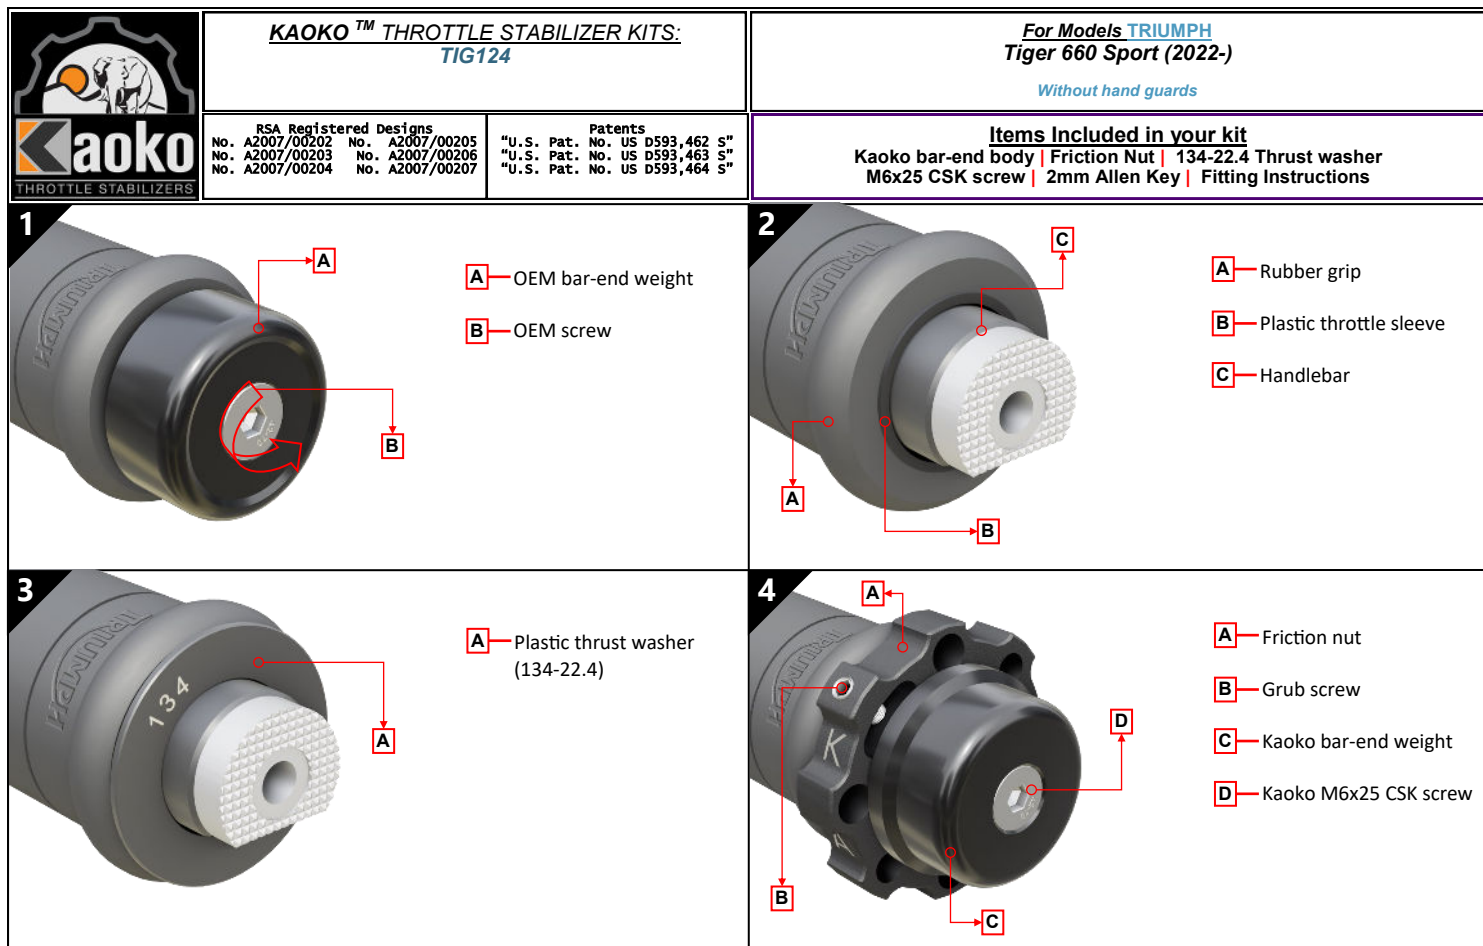 KAOKO ™ THROTTLE STABILIZER KITS:
TIG124
For Models TRIUMPH
Tiger 660 Sport (2022-)
Without hand guards
Kaoko
THROTTLE STABILIZERS
RSA Registered Designs
No. A2007/00202 No. A2007/00205
No. A2007/00203 No. A2007/00206
No. A2007/00204 No. A2007/00207
Patents
“U.S. Pat. No. US D593,462 S”
“U.S. Pat. No. US D593,463 S”
“U.S. Pat. No. US D593,464 S”
Items Included in your kit
Kaoko bar-end body | Friction Nut | 134-22.4 Thrust washer
M6x25 CSK screw | 2mm Allen Key | Fitting Instructions
1
TRIUMPH
A
B
A OEM bar-end weight
B OEM screw
2
TRIUMPH
C
A
B
A Rubber grip
B Plastic throttle sleeve
C Handlebar
3
TRIUMPH
134
A
A Plastic thrust washer
(134-22.4)
4
TRIUMPH
A
K
A
D
B
C
A Friction nut
B Grub screw
C Kaoko bar-end weight
D Kaoko M6x25 CSK screw